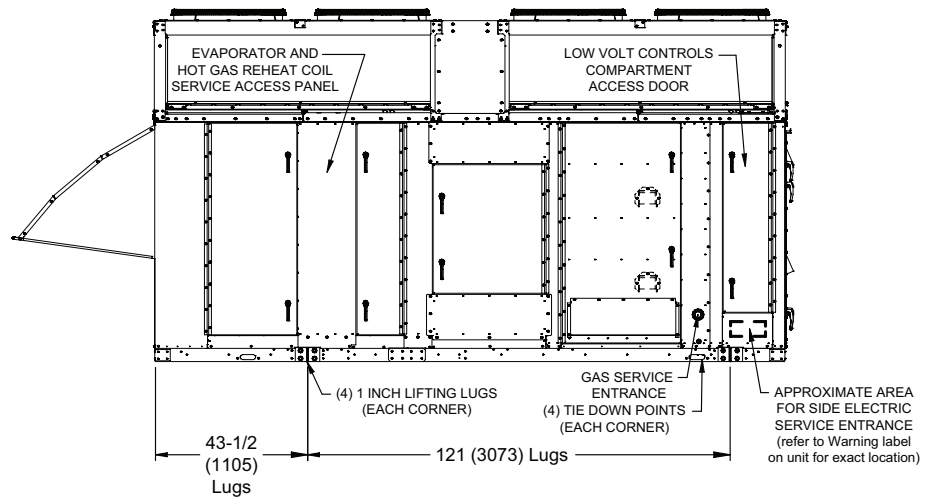 EVAPORATOR AND
HOT GAS REHEAT COIL
SERVICE ACCESS PANEL
LOW VOLT CONTROLS
COMPARTMENT
ACCESS DOOR
(4) 1 INCH LIFTING LUGS
(EACH CORNER)
GAS SERVICE
ENTRANCE
(4) TIE DOWN POINTS
(EACH CORNER)
APPROXIMATE AREA
FOR SIDE ELECTRIC
SERVICE ENTRANCE
(refer to Warning label
on unit for exact location)
43-1/2
(1105)
Lugs
121 (3073) Lugs